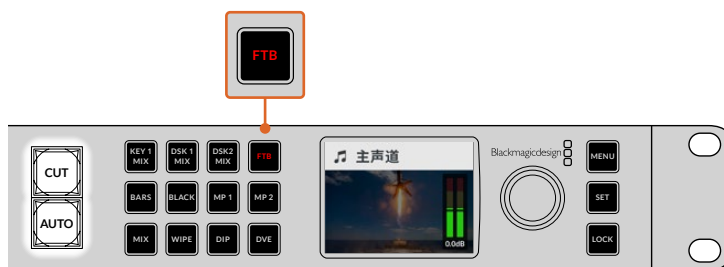 FTB
KEY 1 MIX
DSK 1 MIX
DSK2 MIX
FTB
主声道
Blackmagicdesign
MENU
CUT
BARS
BLACK
MP 1
MP 2
SET
AUTO
MIX
WIPE
DIP
DVE
0.0dB
LOCK